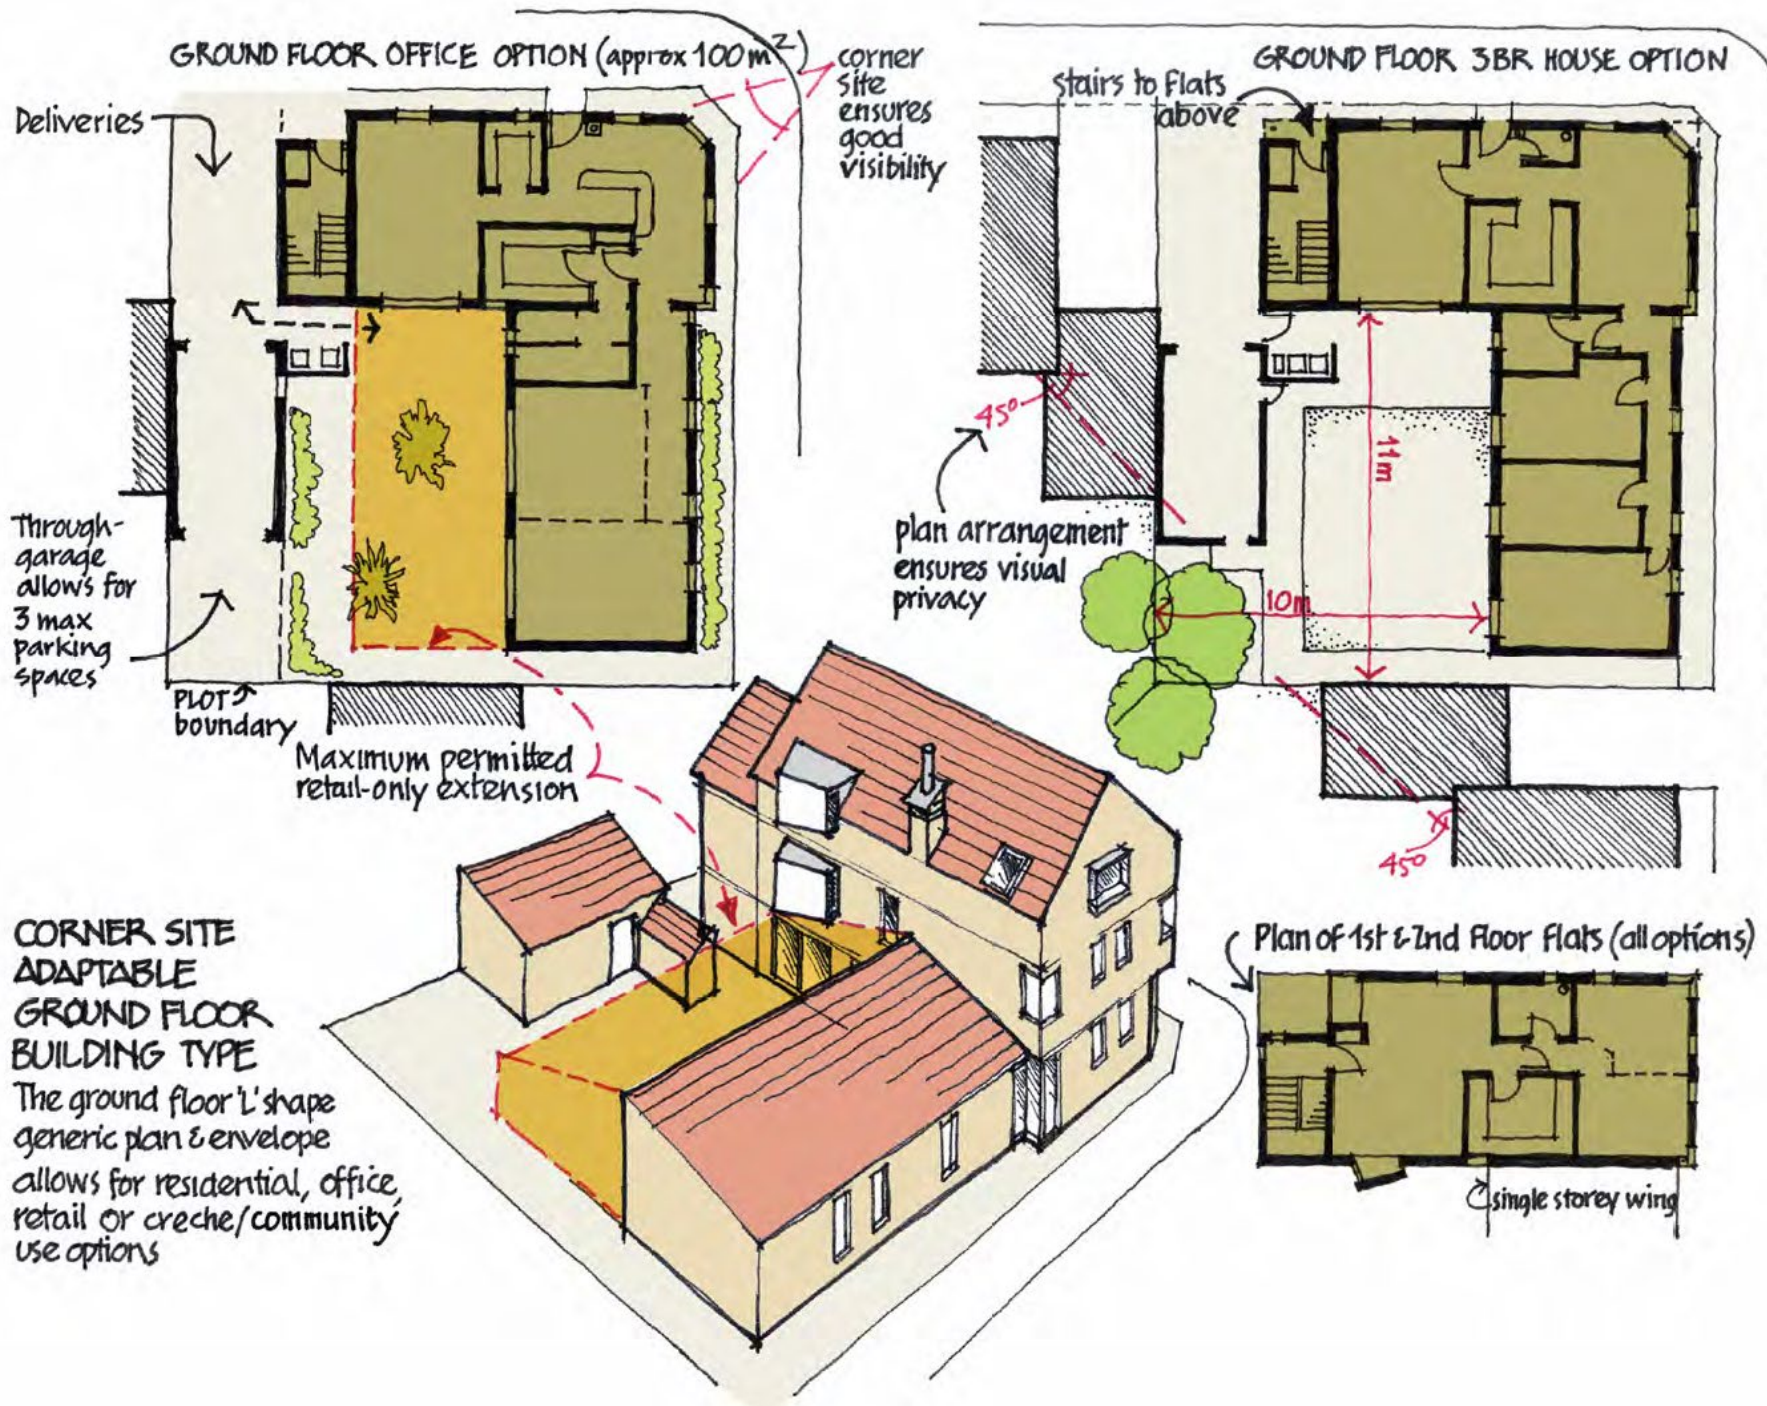 GROUND FLOOR OFFICE OPTION (approx 100m²)
corner
site
ensures
good
visibility
Deliveries
Through-
garage
allows for
3 max
parking
spaces
PLOT
boundary
Maximum permitted
retail-only extension
GROUND FLOOR 3BR HOUSE OPTION
stairs to flats
above
45°
plan arrangement
ensures visual
privacy
11m
10m
45°
CORNER SITE
ADAPTABLE
GROUND FLOOR
BUILDING TYPE
The ground floor 'L' shape
generic plan & envelope
allows for residential, office,
retail or creche/community
use options
Plan of 1st & 2nd Floor Flats (all options)
single storey wing